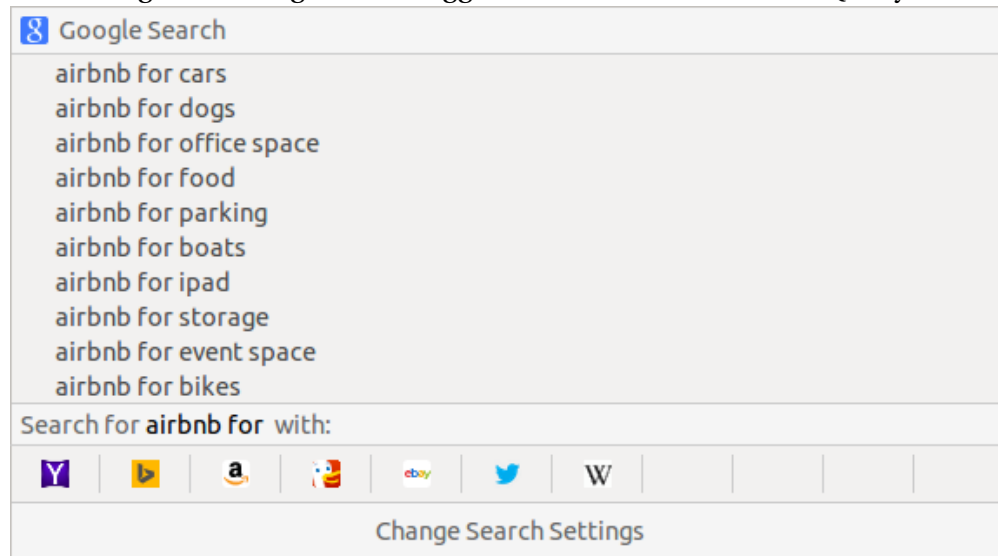 Google Search
airbnb for cars
airbnb for dogs
airbnb for office space
airbnb for food
airbnb for parking
airbnb for boats
airbnb for ipad
airbnb for storage
airbnb for event space
airbnb for bikes
Search for airbnb for with:
Y a ebay W
Change Search Settings